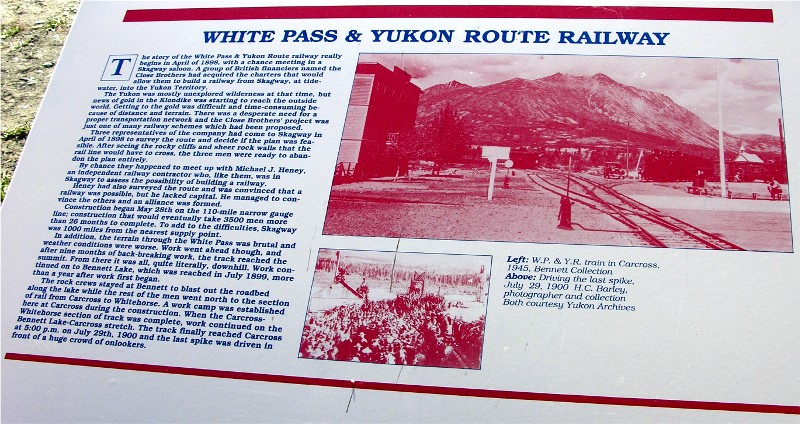 WHITE PASS & YUKON ROUTE RAILWAY
The story of the White Pass & Yukon Route railway really
begins in April of 1898, with a chance meeting in a
Skagway saloon. A group of British financiers named the
Close Brothers had acquired the charters that would
allow them to build a railway from Skagway, at tide-
water, into the Yukon Territory.
The Yukon was mostly unexplored wilderness at that time, but
news of gold in the Klondike was starting to reach the outside
world. Getting to the gold was difficult and time-consuming be-
cause of distance and terrain. There was a desperate need for a
proper transportation network and the Close Brothers' project was
just one of many railway schemes which had been proposed.
Three representatives of the company had come to Skagway in
April of 1898 to survey the route and decide if the plan was fea-
sible. After seeing the rocky cliffs and sheer rock walls that the
rail line would have to cross, the three men were ready to aban-
don the plan entirely.
By chance they happened to meet up with Michael J. Heney,
an independent railway contractor who, like them, was in
Skagway to assess the possibility of building a railway.
Heney had also surveyed the route and was convinced that a
railway was possible, but he lacked capital. He managed to con-
vince the others and an alliance was formed.
Construction began May 28th on the 110-mile narrow gauge
line; construction that would eventually take 3500 men more
than 26 months to complete. To add to the difficulties, Skagway
was 1000 miles from the nearest supply point.
In addition, the terrain through the White Pass was brutal and
weather conditions were worse. Work went ahead though, and
after nine months of back-breaking work, the track reached the
summit. From there it was all, quite literally, downhill. Work con-
tinued on to Bennett Lake, which was reached in July 1899, more
than a year after work first began.
The rock crews stayed at Bennett to blast out the roadbed
along the lake while the rest of the men went north to the section
of rail from Carcross to Whitehorse. A work camp was established
here at Carcross during the construction. When the Carcross-
Whitehorse section of track was complete, work continued on the
Bennett Lake-Carcross stretch. The track finally reached Carcross
at 5:00 p.m. on July 29th, 1900 and the last spike was driven in
front of a huge crowd of onlookers.
Left: W.P. & Y.R. train in Carcross,
1945, Bennett Collection
Above: Driving the last spike,
July 29, 1900 H.C. Barley,
photographer and collection
Both courtesy Yukon Archives